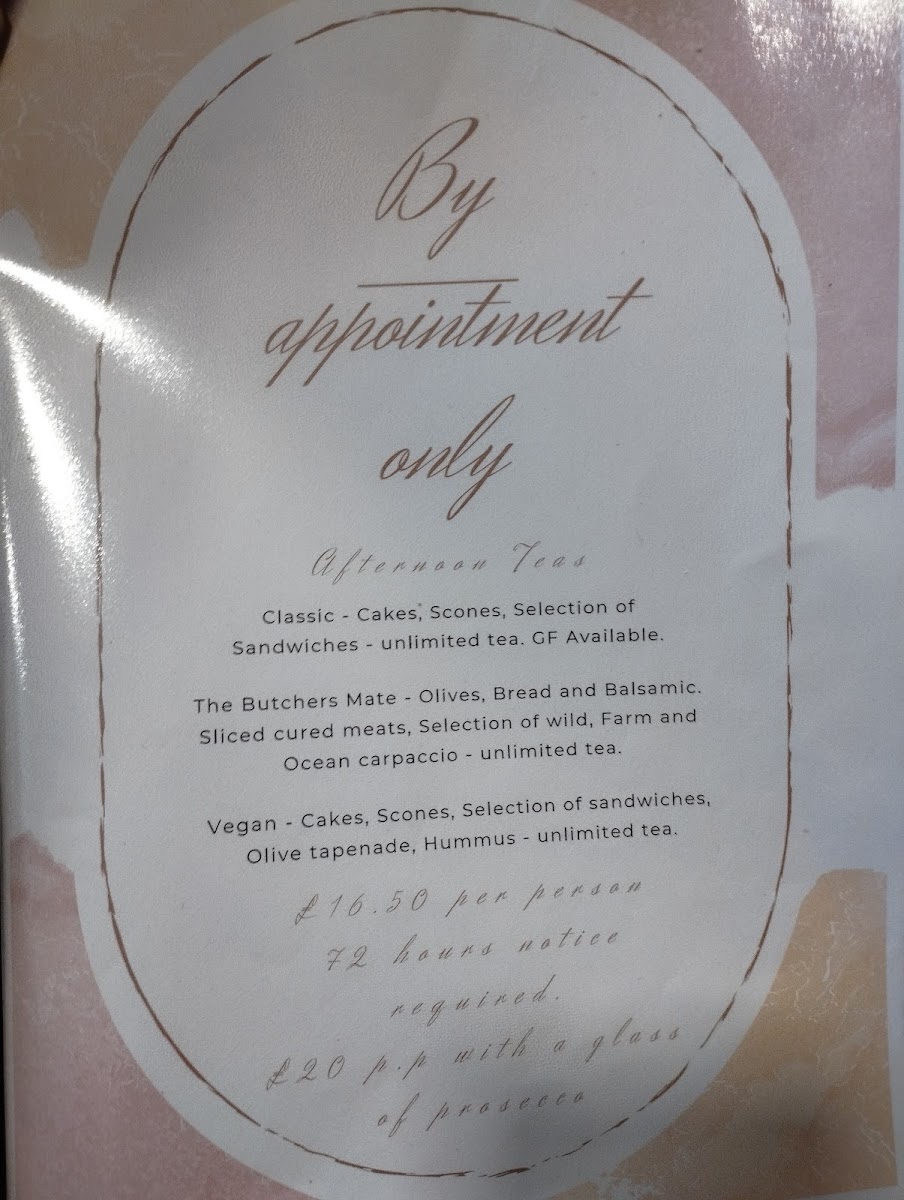 By
appointment
only
Afternoon Teas
Classic - Cakes, Scones, Selection of
Sandwiches - unlimited tea. GF Available.
The Butchers Mate - Olives, Bread and Balsamic.
Sliced cured meats, Selection of wild, Farm and
Ocean carpaccio - unlimited tea.
Vegan - Cakes, Scones, Selection of sandwiches,
Olive tapenade, Hummus - unlimited tea.
£16.50 per person
72 hours notice
required.
£20 p.p with a glass
of prosecco